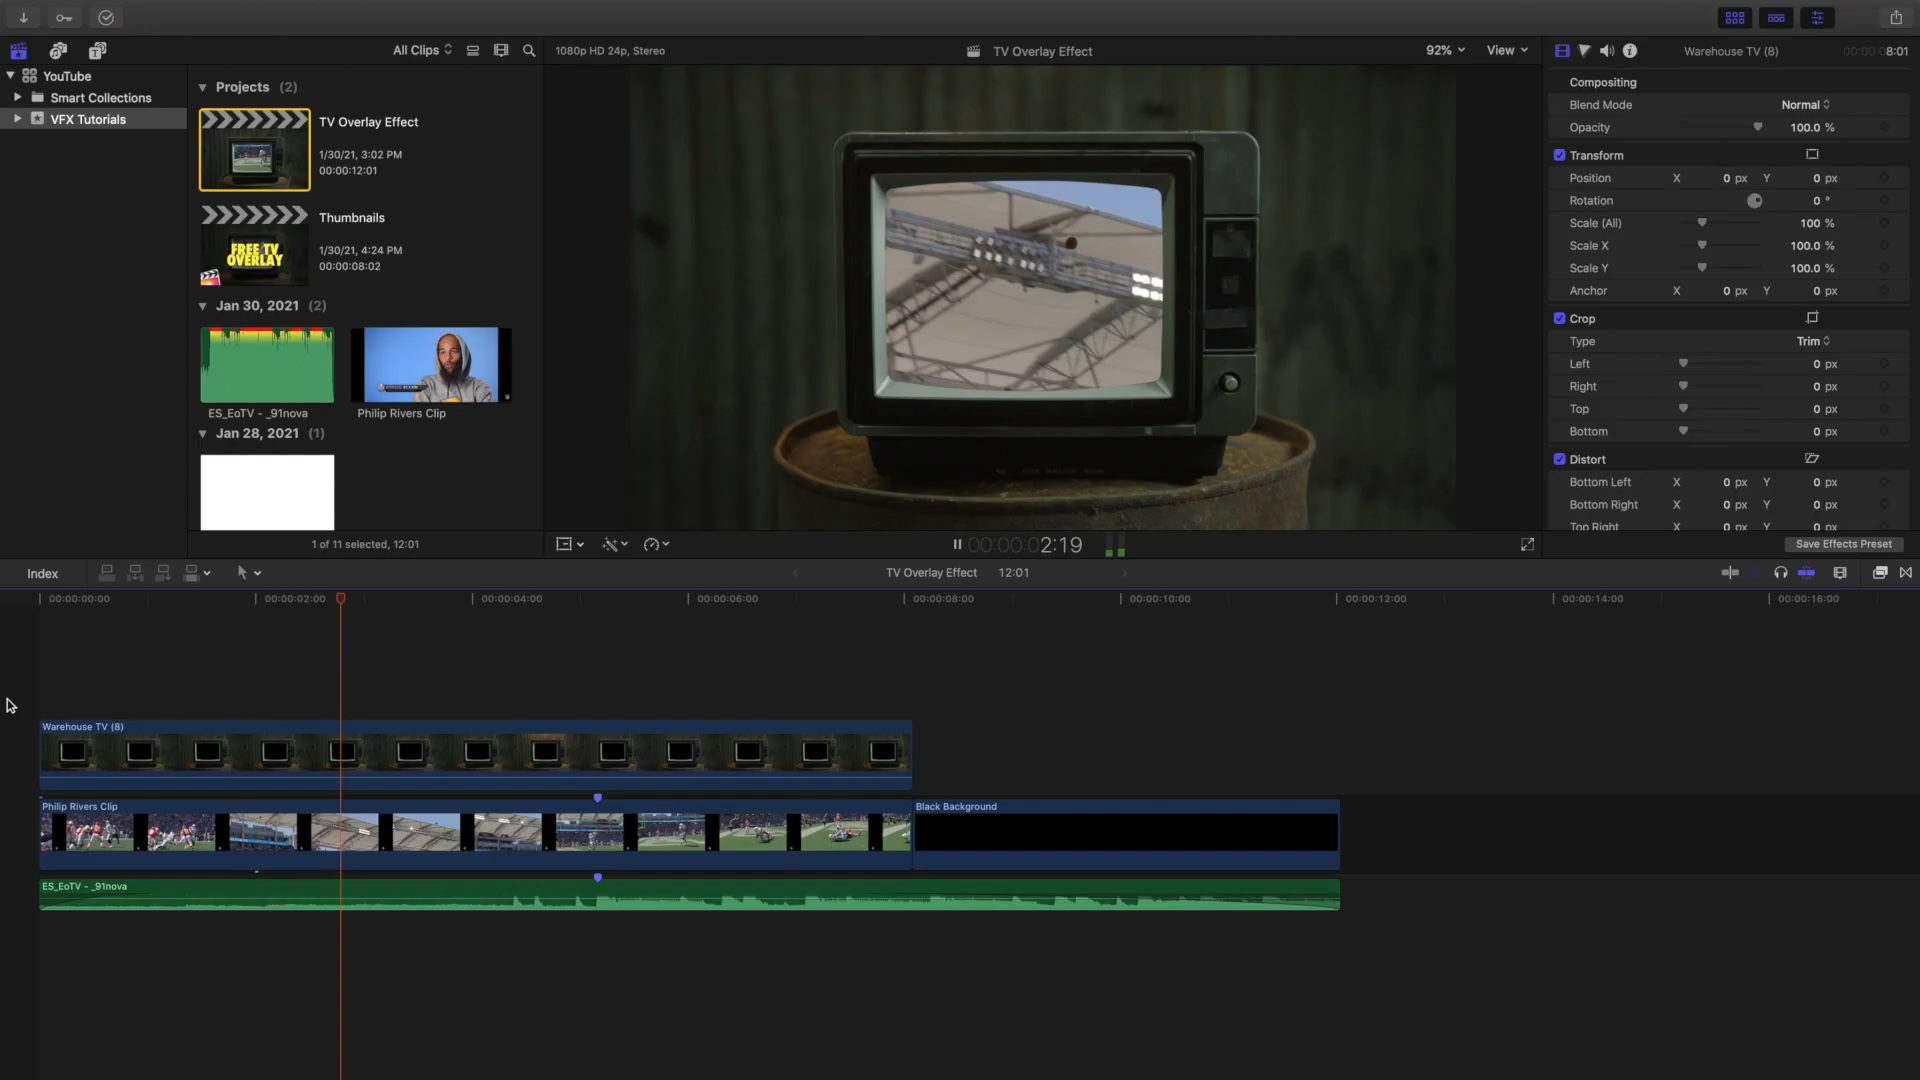 All Clips
1080p HD 24p, Stereo
TV Overlay Effect
92%
View
Warehouse TV (8)
00:00:08:01
YouTube
Smart Collections
VFX Tutorials
Projects (2)
TV Overlay Effect
1/30/21, 3:02 PM
00:00:12:01
Thumbnails
1/30/21, 4:24 PM
00:00:08:02
FREE TV
OVERLAY
Jan 30, 2021 (2)
ES_EoTV - _91nova
Philip Rivers Clip
Jan 28, 2021 (1)
1 of 11 selected, 12:01
00:00:02:19
Compositing
Blend Mode Normal
Opacity 100.0 %
Transform
Position X 0 px Y 0 px
Rotation 0 °
Scale (All) 100 %
Scale X 100.0 %
Scale Y 100.0 %
Anchor X 0 px Y 0 px
Crop
Type Trim
Left 0 px
Right 0 px
Top 0 px
Bottom 0 px
Distort
Bottom Left X 0 px Y 0 px
Bottom Right X 0 px Y 0 px
Top Right X 0 px Y 0 px
Save Effects Preset
Index
TV Overlay Effect 12:01
00:00:00:00 00:00:02:00 00:00:04:00 00:00:06:00 00:00:08:00 00:00:10:00 00:00:12:00 00:00:14:00 00:00:16:00
Warehouse TV (8)
Philip Rivers Clip
Black Background
ES_EoTV - _91nova